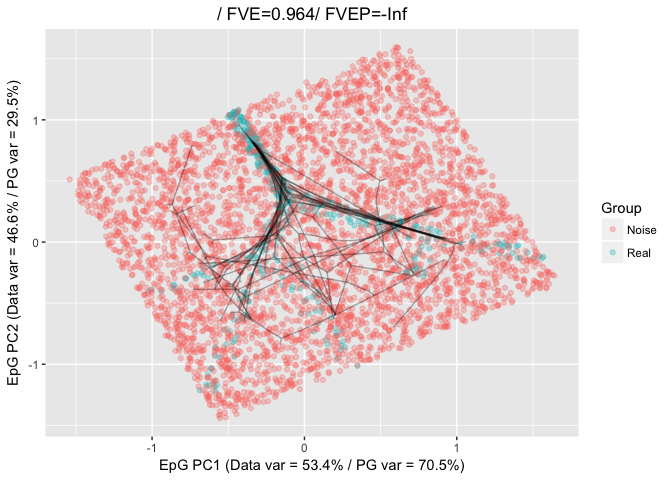 / FVE=0.964/ FVEP=-Inf
EpG PC2 (Data var = 46.6% / PG var = 29.5%)
1
0
-1
-1
0
1
EpG PC1 (Data var = 53.4% / PG var = 70.5%)
Group
Noise
Real